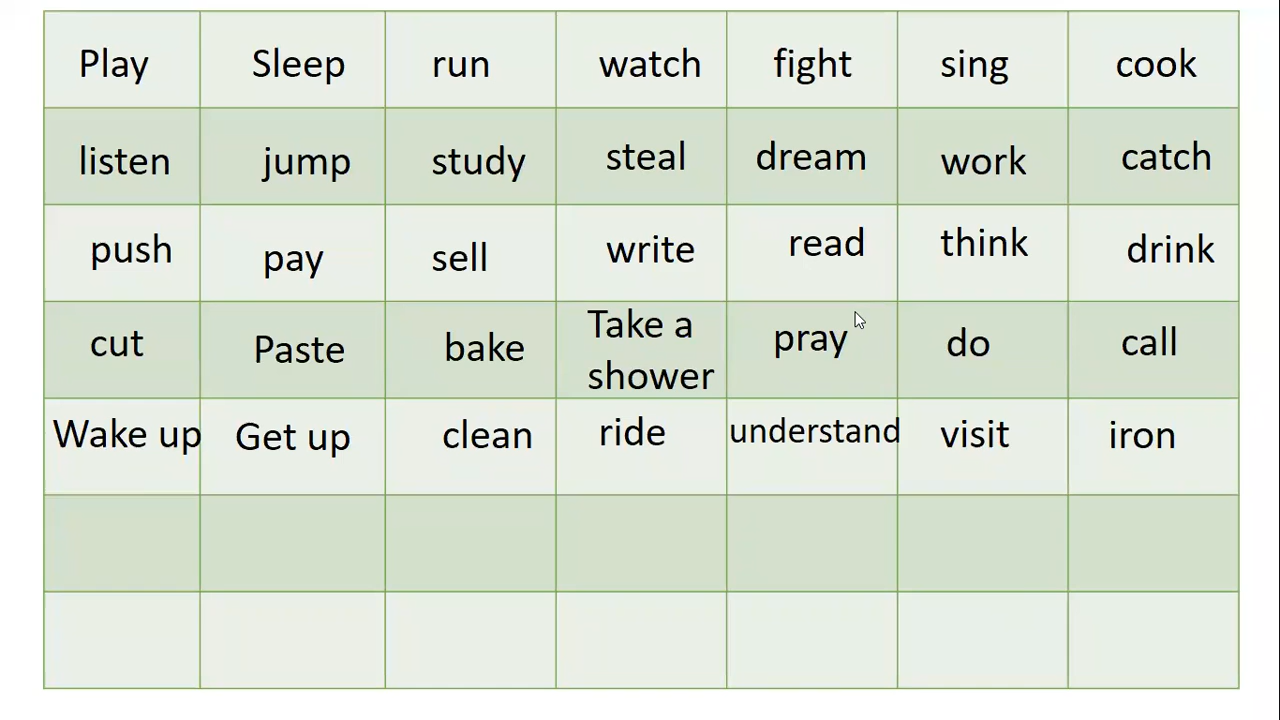 Play Sleep run watch fight sing cook
listen jump study steal dream work catch
push pay sell write read think drink
cut Paste bake Take a shower pray do call
Wake up Get up clean ride understand visit iron